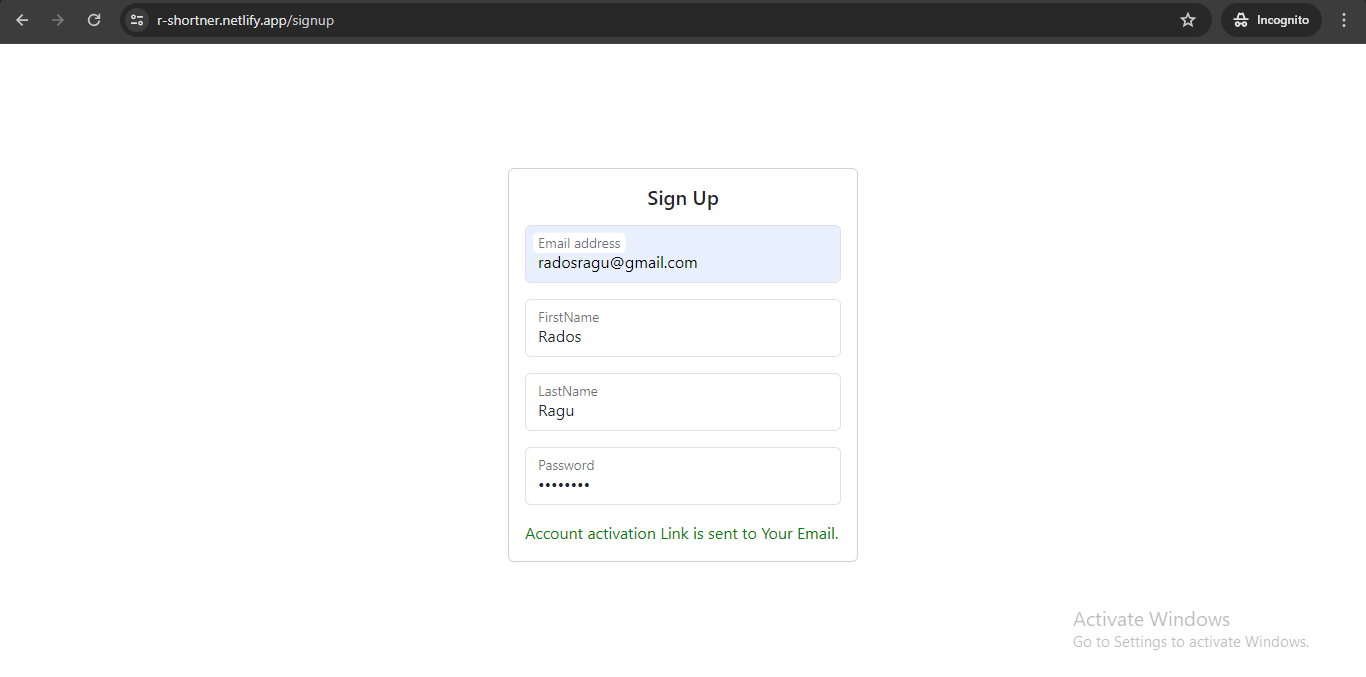 r-shortner.netlify.app/signup
Incognito
Sign Up
Email address
radosragu@gmail.com
FirstName
Rados
LastName
Ragu
Password
••••••••
Account activation Link is sent to Your Email.
Activate Windows
Go to Settings to activate Windows.